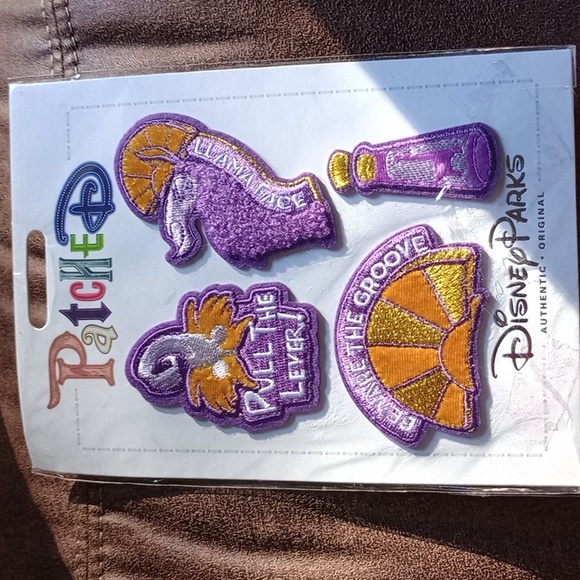 PatcHeD
LLAMA FACE
PULL THE
LEVER!
BEWARE THE GROOVE
DISNEY PARKS
AUTHENTIC • ORIGINAL